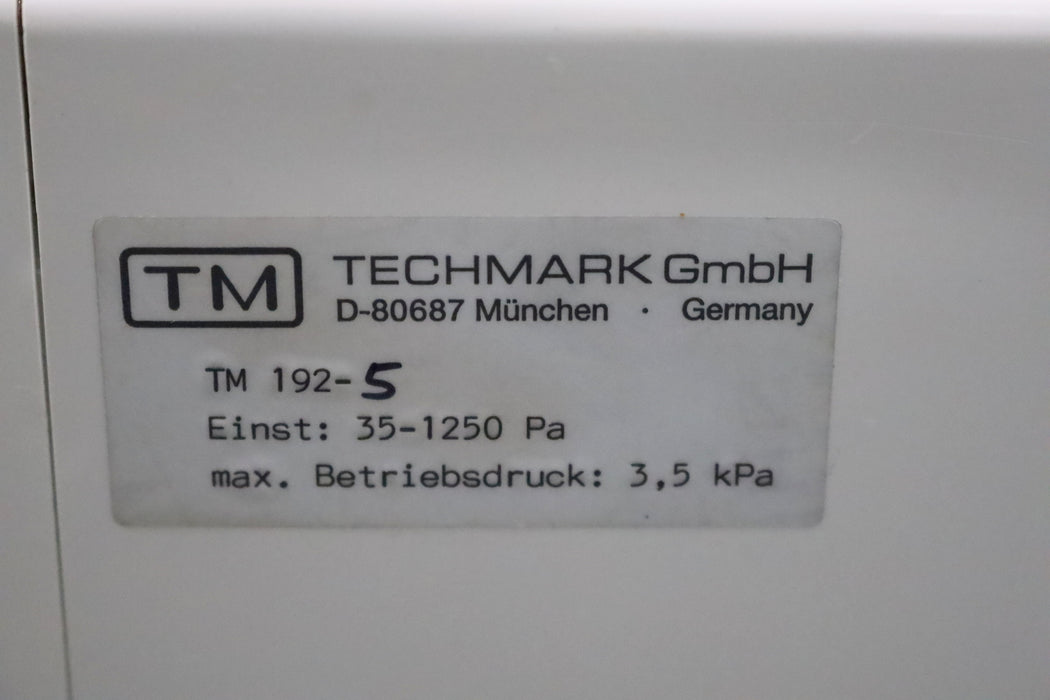 TM TECHMARK GmbH
D-80687 München · Germany
TM 192-5
Einst: 35-1250 Pa
max. Betriebsdruck: 3,5 kPa